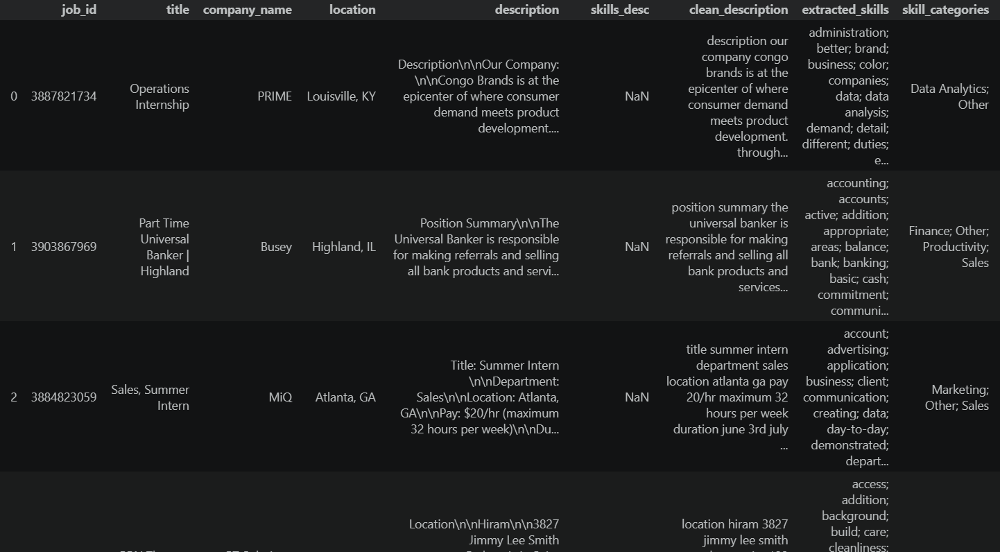 job_id title company_name location description skills_desc clean_description extracted_skills skill_categories
0 3887821734
Operations
Internship
PRIME
Louisville, KY
Description\n\nOur Company:
\n\nCongo Brands is at the
epicenter of where consumer
demand meets product
development....
NaN
description our
company congo
brands is at the
epicenter of where
consumer demand
meets product
development.
through...
administration;
better; brand;
business; color;
companies;
data; data
analysis;
demand; detail;
different; duties;
e...
Data Analytics;
Other
1 3903867969
Part Time
Universal
Banker |
Highland
Busey
Highland, IL
Position Summary\n\nThe
Universal Banker is responsible
for making referrals and selling
all bank products and servi...
NaN
position summary the
universal banker is
responsible for making
referrals and selling all
bank products and
services...
accounting;
accounts;
active; addition;
appropriate;
areas; balance;
bank; banking;
basic; cash;
commitment;
communi...
Finance; Other;
Productivity;
Sales
2 3884823059
Sales, Summer
Intern
MiQ
Atlanta, GA
Title: Summer Intern
\n\nDepartment:
Sales\n\nLocation: Atlanta,
GA\n\nPay: $20/hr (maximum
32 hours per week)\n\nDu...
NaN
title summer intern
department sales
location atlanta ga pay
20/hr maximum 32
hours per week
duration june 3rd july
...
account;
advertising;
application;
business; client;
communication;
creating; data;
day-to-day;
demonstrated;
depart...
Marketing;
Other; Sales
Location\n\nHiram\n\n3827
Jimmy Lee Smith
location hiram 3827
jimmy lee smith
access;
addition;
background;
build; care;
cleanliness;